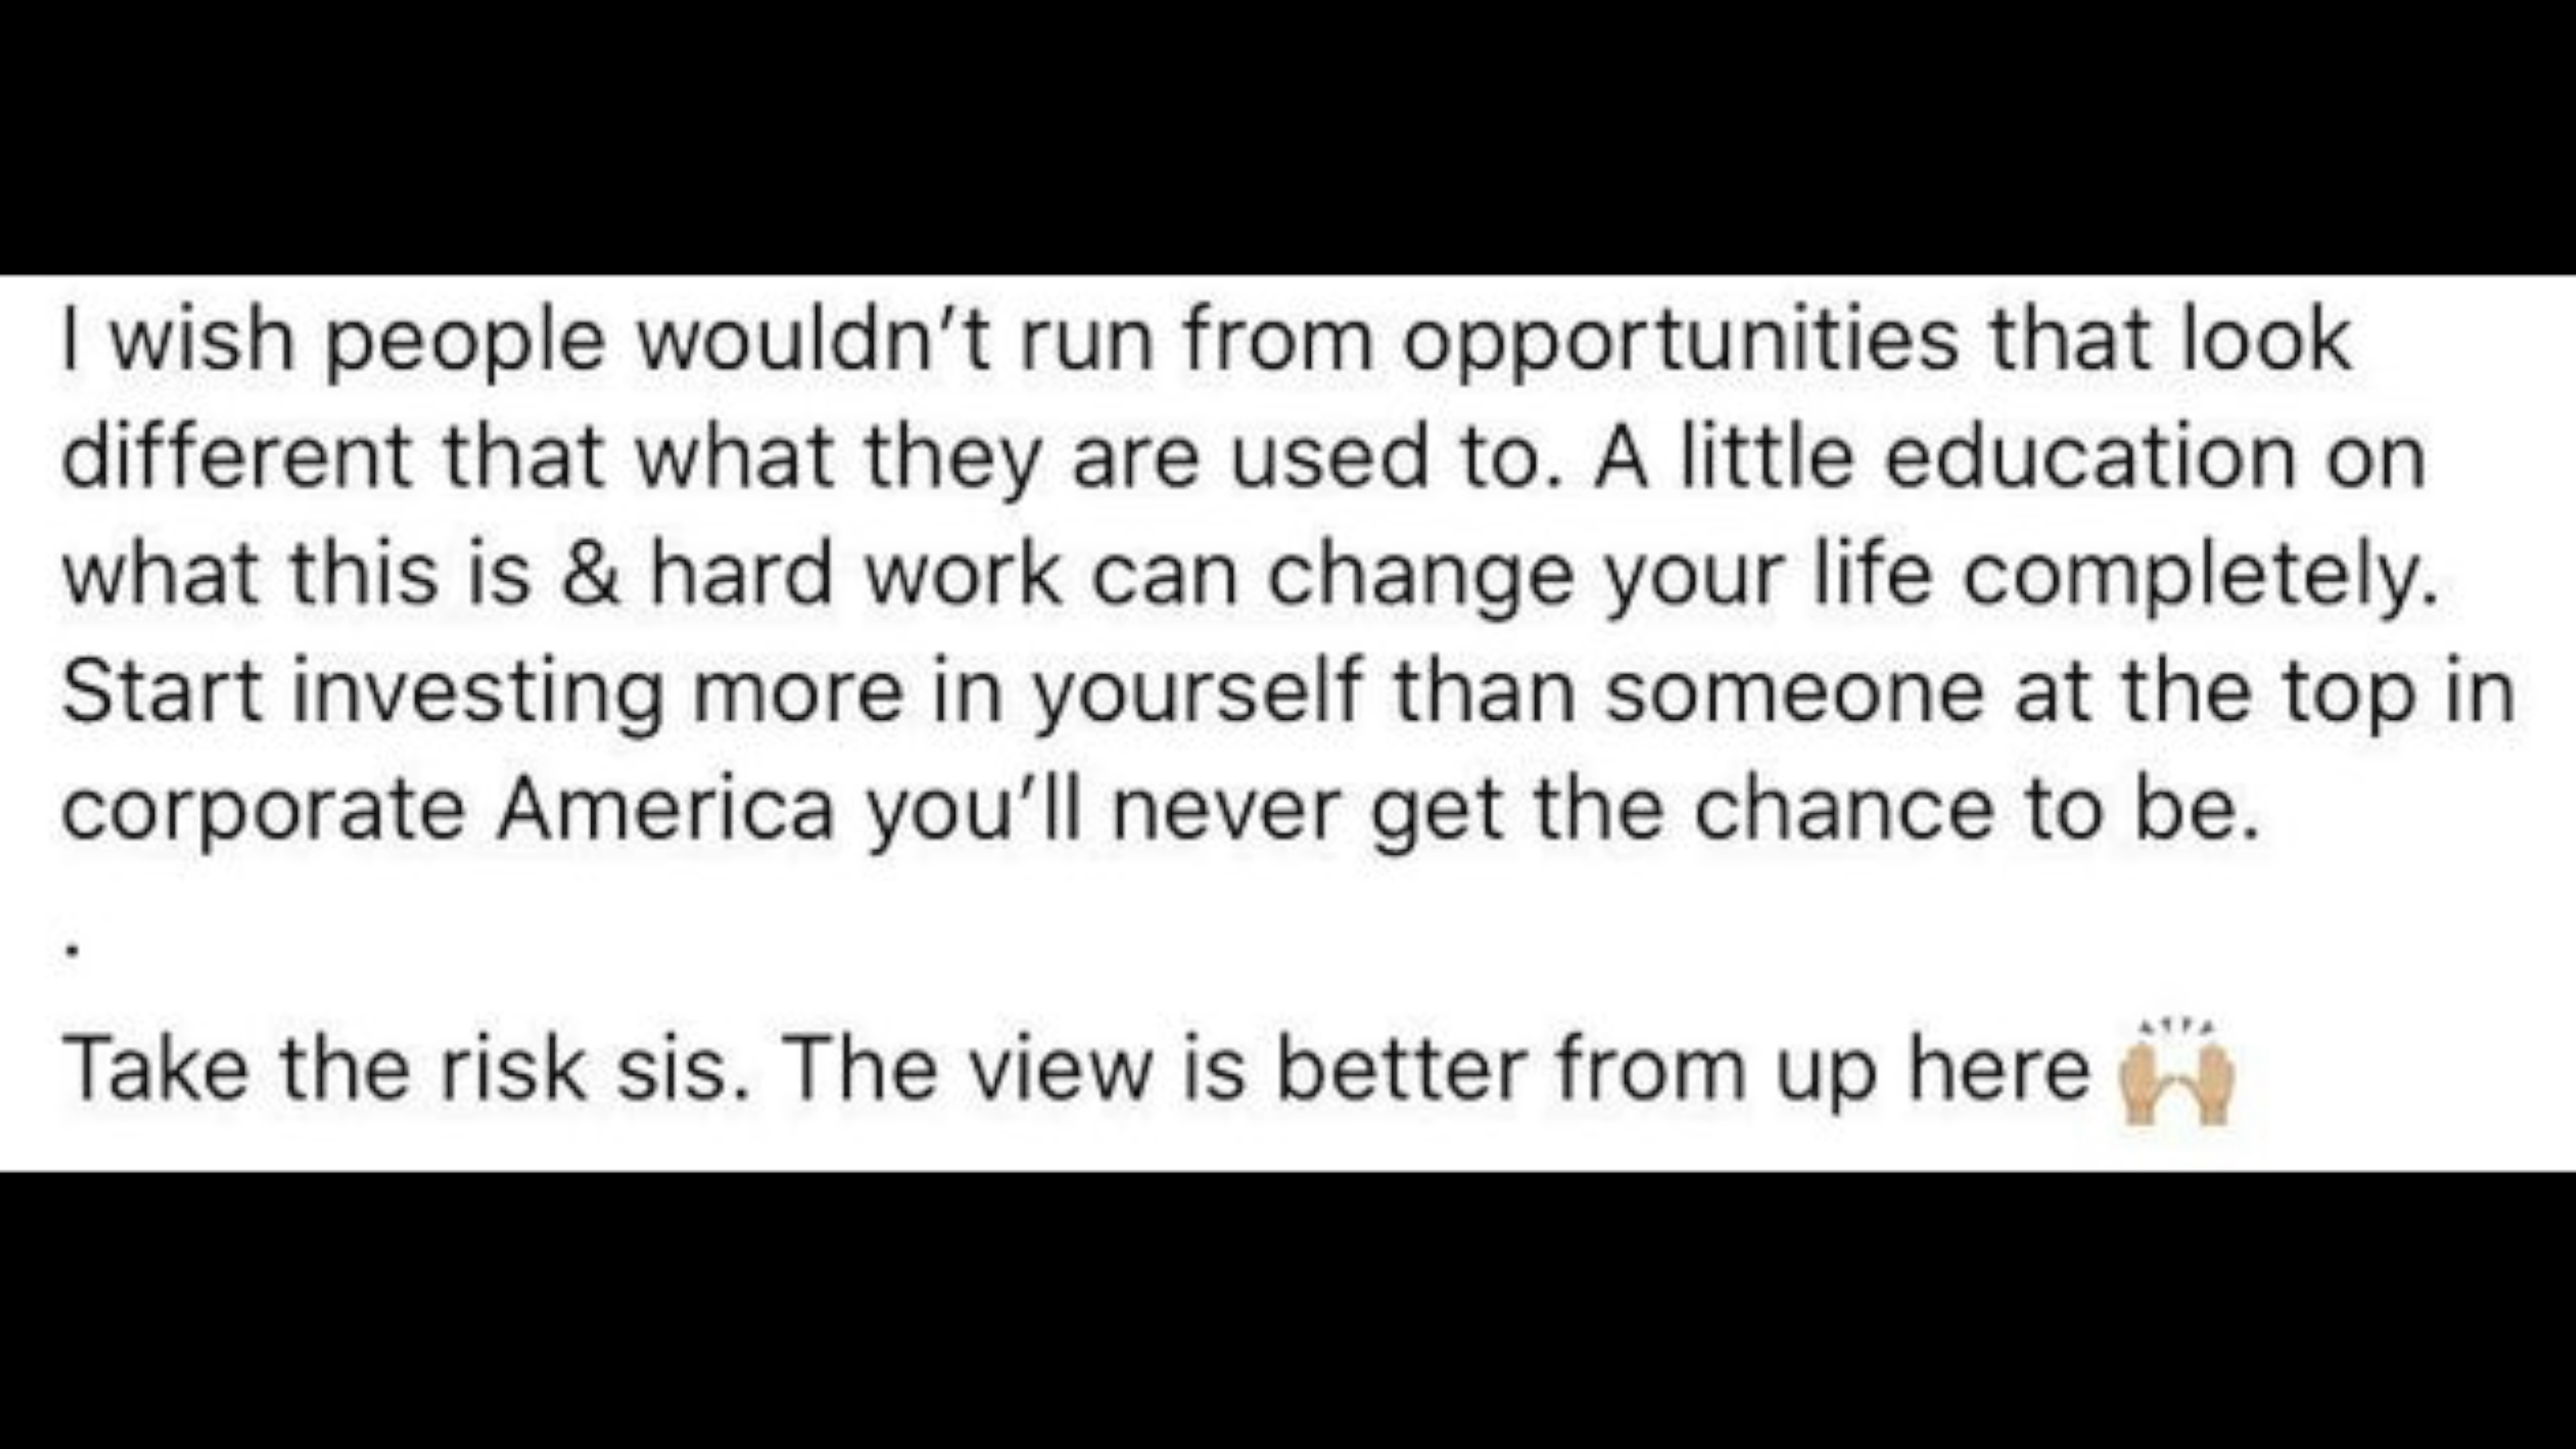 I wish people wouldn’t run from opportunities that look
different that what they are used to. A little education on
what this is & hard work can change your life completely.
Start investing more in yourself than someone at the top in
corporate America you’ll never get the chance to be.
.
Take the risk sis. The view is better from up here 🙌🏼